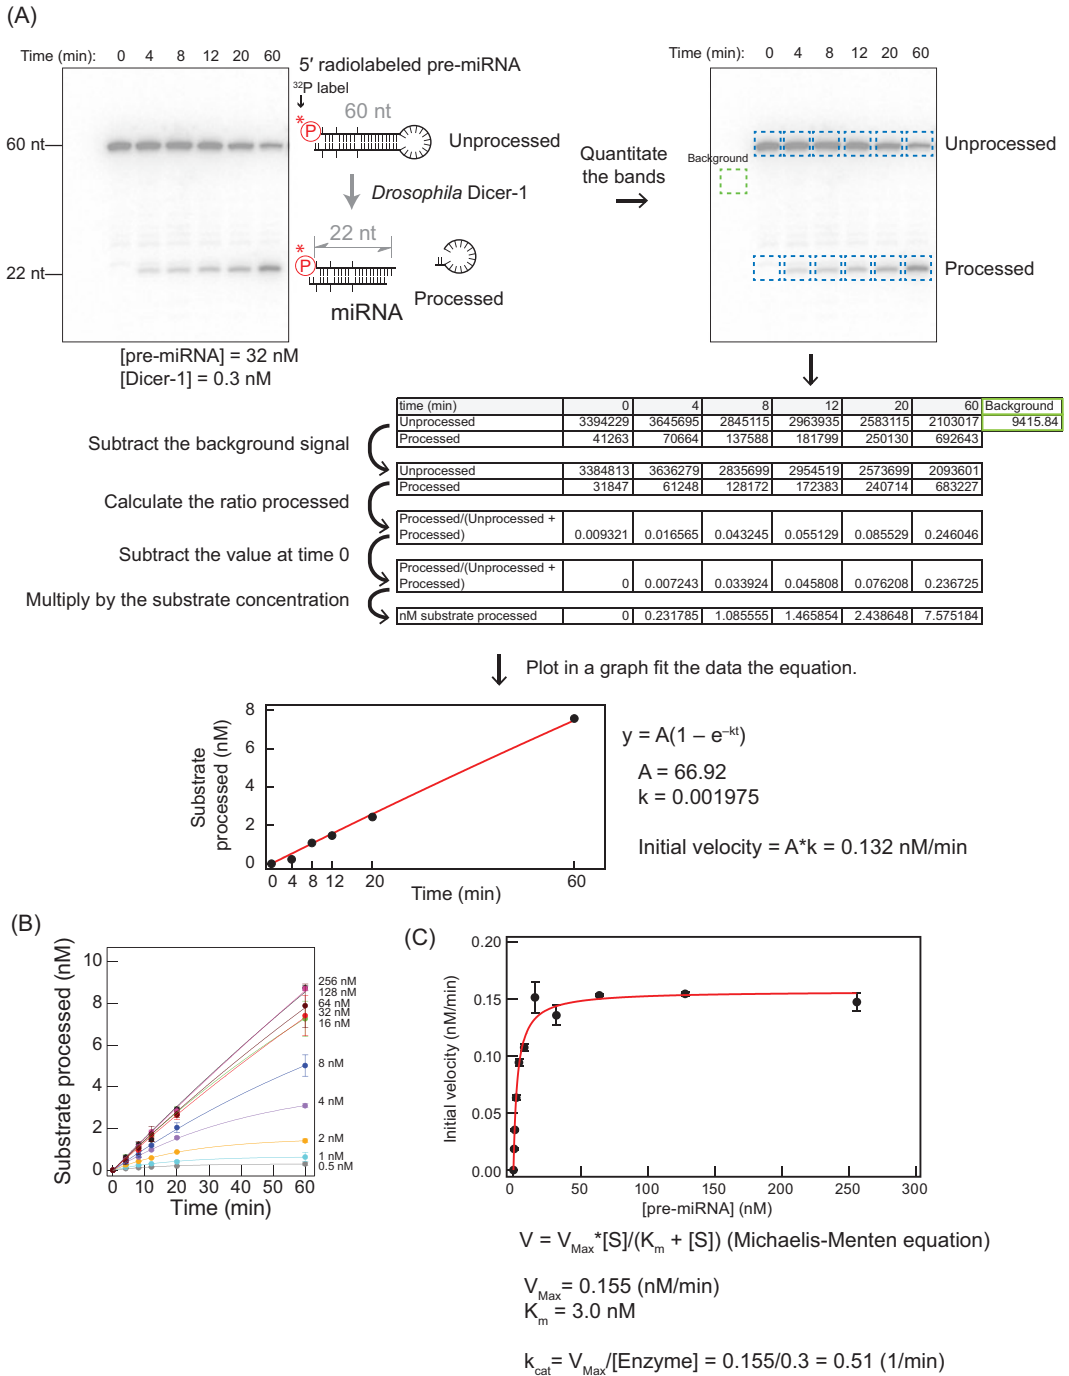 (A)
Time (min): 0 4 8 12 20 60
60 nt
22 nt
[pre-miRNA] = 32 nM
[Dicer-1] = 0.3 nM
5′ radiolabeled pre-miRNA
32P label
*
P
60 nt
Unprocessed
Drosophila Dicer-1
22 nt
*
P
Processed
miRNA
Quantitate
the bands
Time (min): 0 4 8 12 20 60
Background
Unprocessed
Processed
time (min) 0 4 8 12 20 60 Background
Unprocessed 3394229 3645695 2845115 2963935 2583115 2103017 9415.84
Processed 41263 70664 137588 181799 250130 692643
Subtract the background signal
Unprocessed 3384813 3636279 2835699 2954519 2573699 2093601
Processed 31847 61248 128172 172383 240714 683227
Calculate the ratio processed
Processed/(Unprocessed +
Processed) 0.009321 0.016565 0.043245 0.055129 0.085529 0.246046
Subtract the value at time 0
Processed/(Unprocessed +
Processed) 0 0.007243 0.033924 0.045808 0.076208 0.236725
Multiply by the substrate concentration
nM substrate processed 0 0.231785 1.085555 1.465854 2.438648 7.575184
Plot in a graph fit the data the equation.
Substrate
processed (nM)
8
6
4
2
0
0 4 8 12 20 60
Time (min)
y = A(1 – e–kt)
A = 66.92
k = 0.001975
Initial velocity = A*k = 0.132 nM/min
(B)
Substrate processed (nM)
10
8
6
4
2
0
0 10 20 30 40 50 60
Time (min)
256 nM
128 nM
64 nM
32 nM
16 nM
8 nM
4 nM
2 nM
1 nM
0.5 nM
(C)
Initial velocity (nM/min)
0.20
0.15
0.10
0.05
0.00
0 50 100 150 200 250 300
[pre-miRNA] (nM)
V = VMax*[S]/(Km + [S]) (Michaelis-Menten equation)
VMax= 0.155 (nM/min)
Km = 3.0 nM
kcat= VMax/[Enzyme] = 0.155/0.3 = 0.51 (1/min)